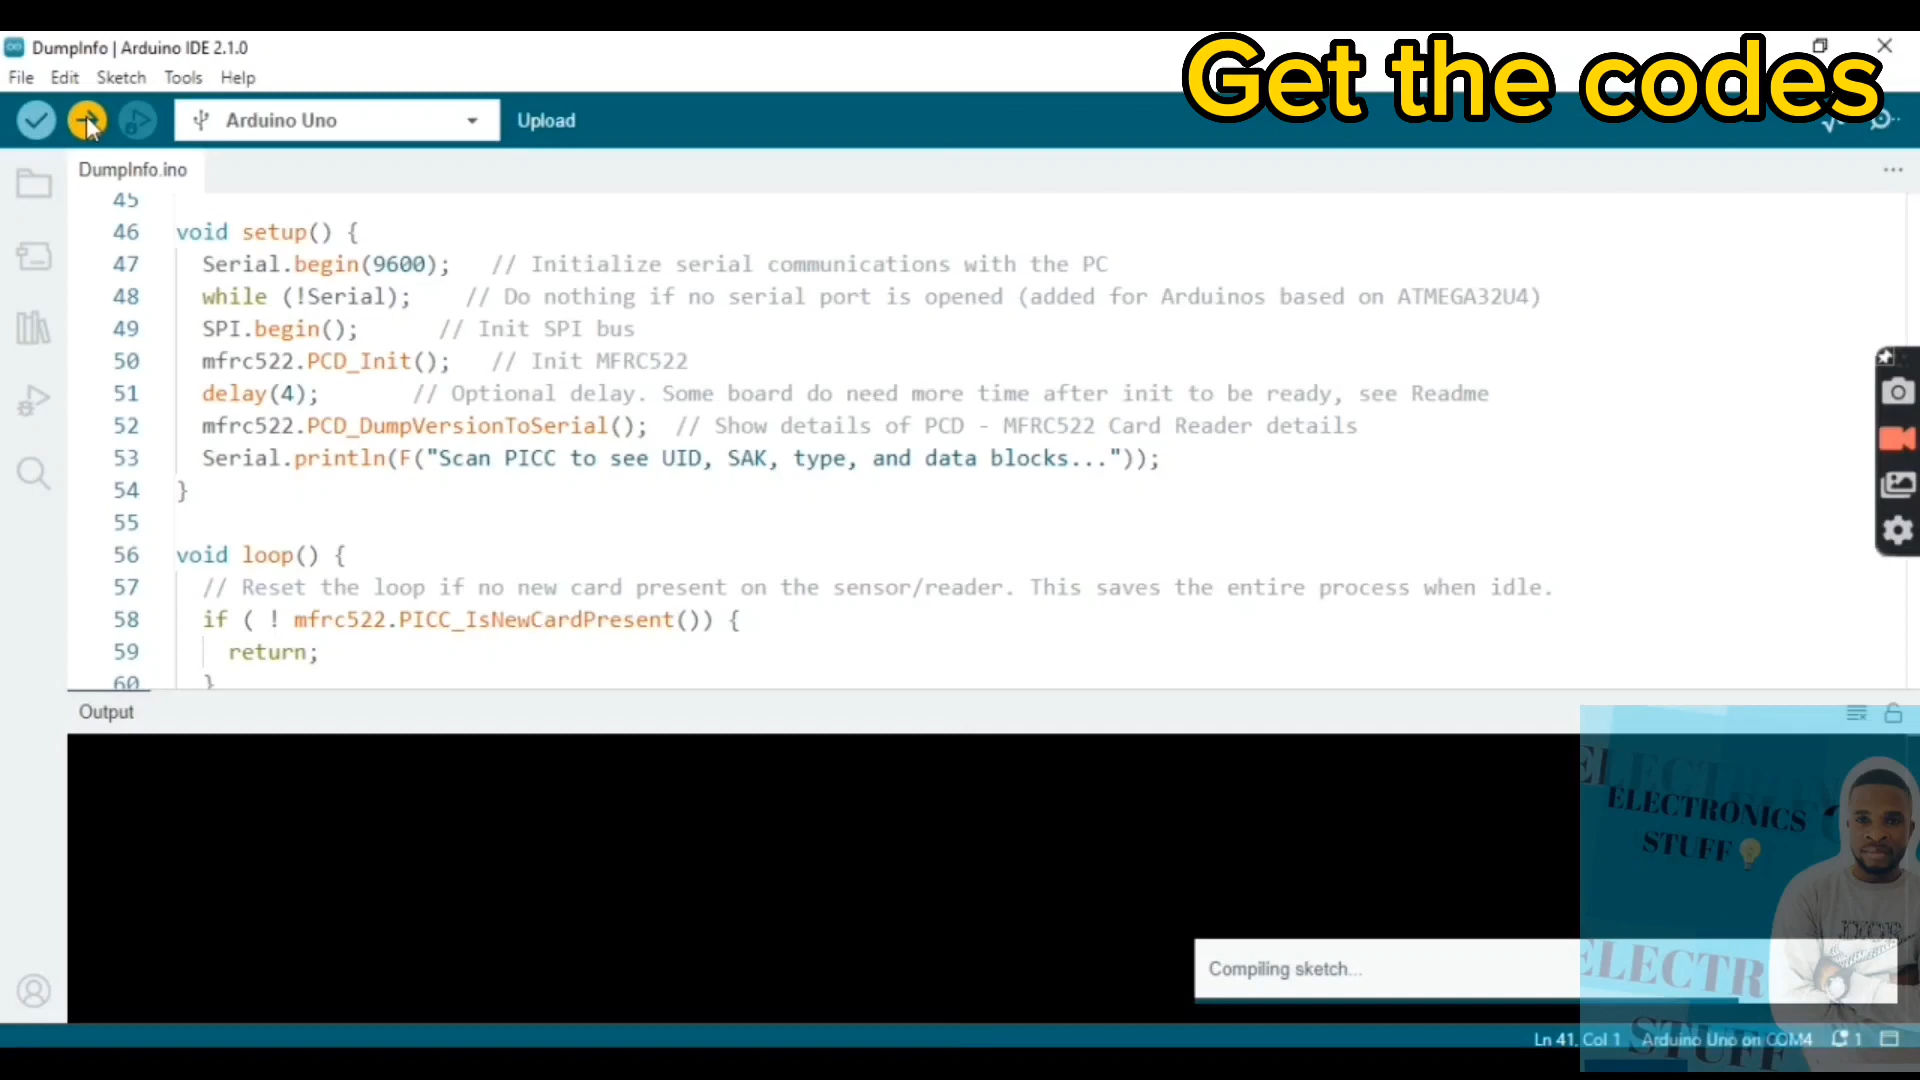 DumpInfo | Arduino IDE 2.1.0
Get the codes
File Edit Sketch Tools Help
Arduino Uno
Upload
DumpInfo.ino
45
46 void setup() {
47 Serial.begin(9600); // Initialize serial communications with the PC
48 while (!Serial); // Do nothing if no serial port is opened (added for Arduinos based on ATMEGA32U4)
49 SPI.begin(); // Init SPI bus
50 mfrc522.PCD_Init(); // Init MFRC522
51 delay(4); // Optional delay. Some board do need more time after init to be ready, see Readme
52 mfrc522.PCD_DumpVersionToSerial(); // Show details of PCD - MFRC522 Card Reader details
53 Serial.println(F("Scan PICC to see UID, SAK, type, and data blocks..."));
54 }
55
56 void loop() {
57 // Reset the loop if no new card present on the sensor/reader. This saves the entire process when idle.
58 if ( ! mfrc522.PICC_IsNewCardPresent()) {
59 return;
60 }
Output
ELECTRONICS
STUFF
Compiling sketch...
ELECTR
STUFF
Ln 41, Col 1 Arduino Uno on COM4 1